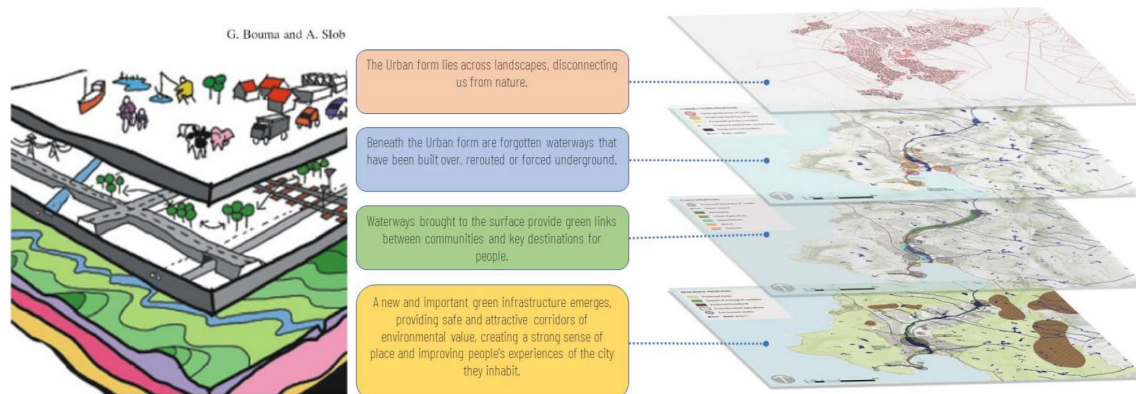 G. Bouma and A. Slob
The Urban form lies across landscapes, disconnecting
us from nature.
Beneath the Urban form are forgotten waterways that
have been built over, rerouted or forced underground.
Waterways brought to the surface provide green links
between communities and key destinations for
people.
A new and important green infrastructure emerges,
providing safe and attractive corridors of
environmental value, creating a strong sense of
place and improving people's experiences of the city
they inhabit.